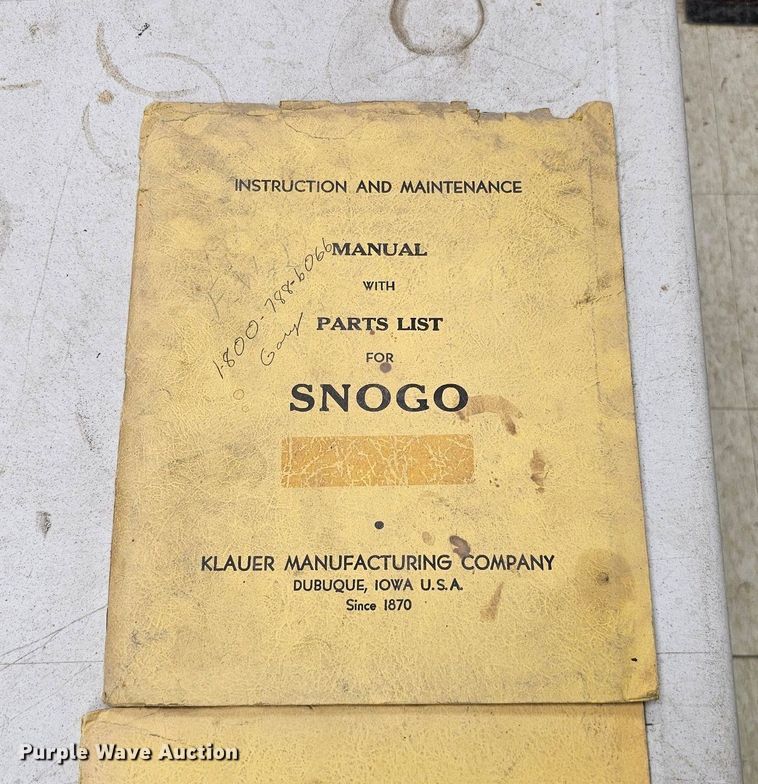 INSTRUCTION AND MAINTENANCE
MANUAL
WITH
PARTS LIST
FOR
SNOGO
1-800-788-6066
Gary
KLAUER MANUFACTURING COMPANY
DUBUQUE, IOWA U.S.A.
Since 1870
Purple Wave Auction